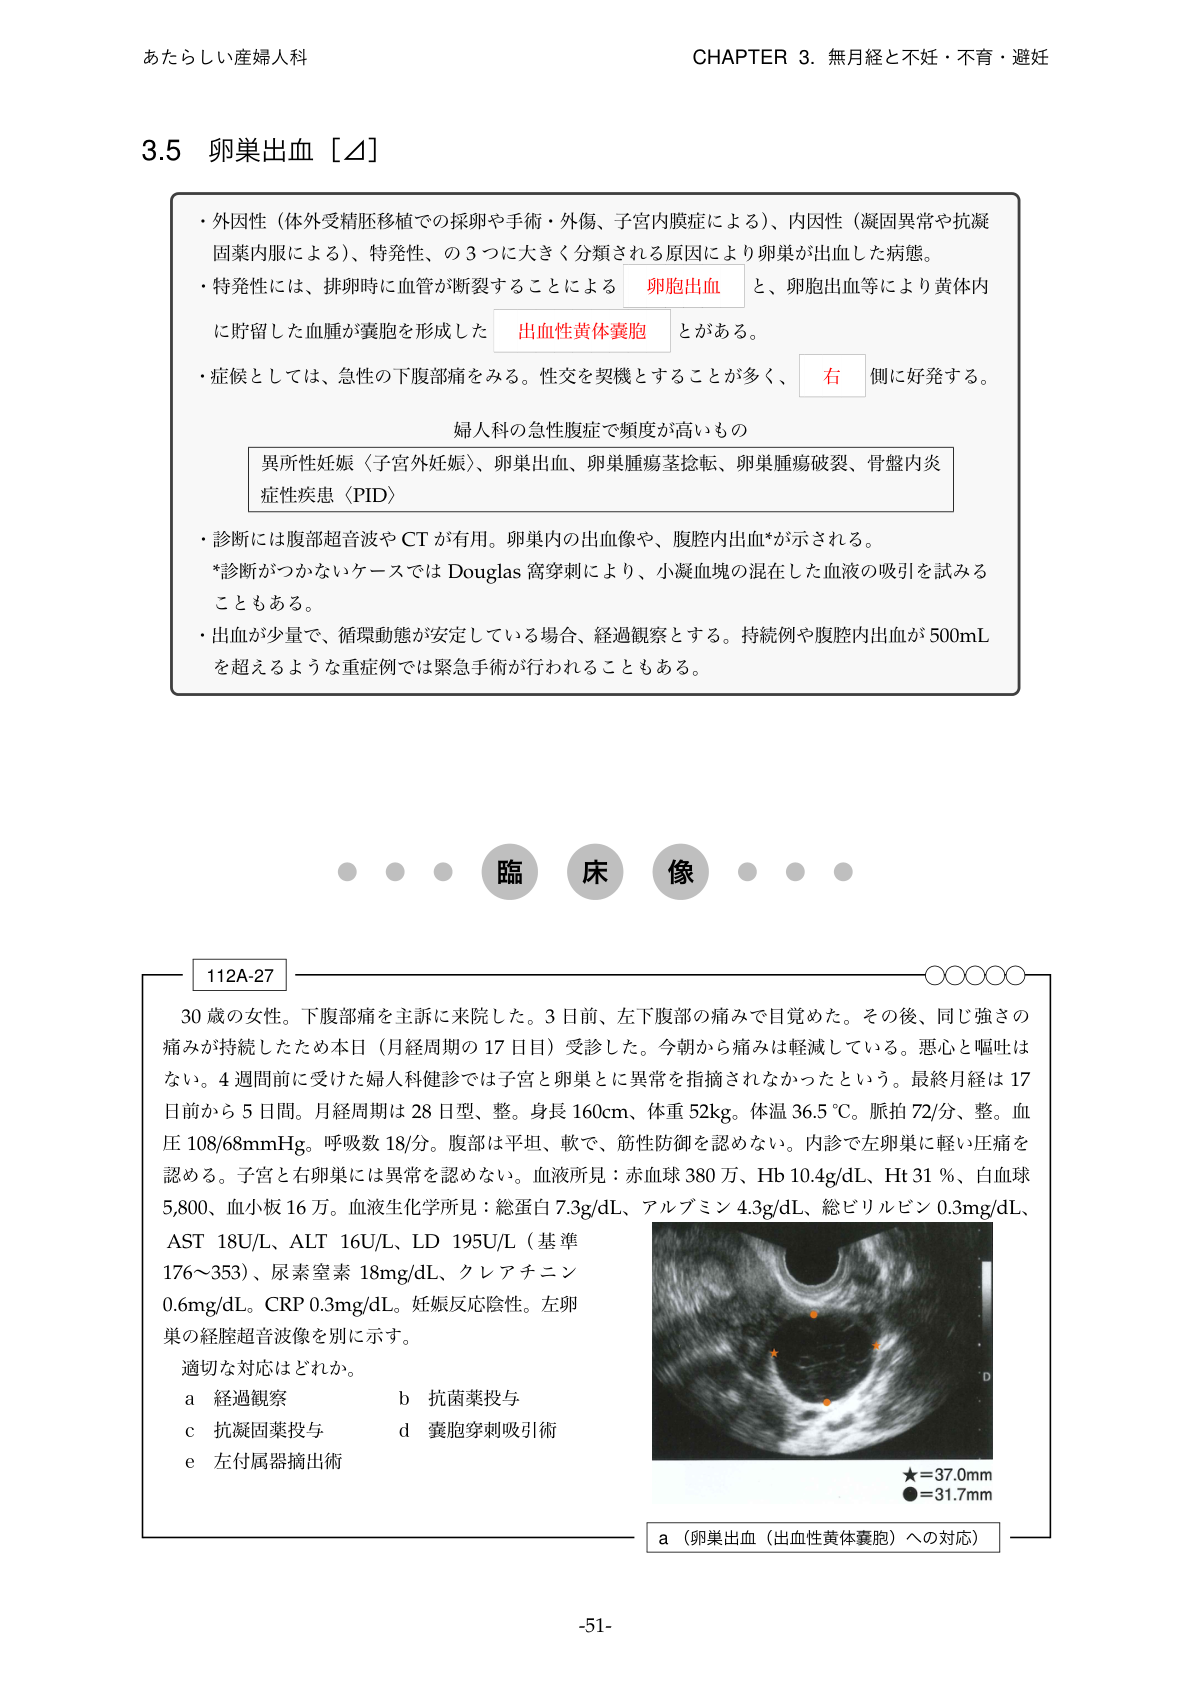 あたらしい産婦人科
CHAPTER 3. 無月経と不妊・不育・避妊
3.5 卵巣出血［⊿］
・外因性（体外受精胚移植での採卵や手術・外傷、子宮内膜症による）、内因性（凝固異常や抗凝
固薬内服による）、特発性、の 3 つに大きく分類される原因により卵巣が出血した病態。
・特発性には、排卵時に血管が断裂することによる 卵胞出血 と、卵胞出血等により黄体内
に貯留した血腫が嚢胞を形成した 出血性黄体嚢胞 とがある。
・症候としては、急性の下腹部痛をみる。性交を契機とすることが多く、 右 側に好発する。
婦人科の急性腹症で頻度が高いもの
異所性妊娠〈子宮外妊娠〉、卵巣出血、卵巣腫瘍茎捻転、卵巣腫瘍破裂、骨盤内炎
症性疾患〈PID〉
・診断には腹部超音波や CT が有用。卵巣内の出血像や、腹腔内出血*が示される。
*診断がつかないケースでは Douglas 窩穿刺により、小凝血塊の混在した血液の吸引を試みる
こともある。
・出血が少量で、循環動態が安定している場合、経過観察とする。持続例や腹腔内出血が 500mL
を超えるような重症例では緊急手術が行われることもある。
臨 床 像
112A-27
30 歳の女性。下腹部痛を主訴に来院した。3 日前、左下腹部の痛みで目覚めた。その後、同じ強さの
痛みが持続したため本日（月経周期の 17 日目）受診した。今朝から痛みは軽減している。悪心と嘔吐は
ない。4 週間前に受けた婦人科健診では子宮と卵巣とに異常を指摘されなかったという。最終月経は 17
日前から 5 日間。月経周期は 28 日型、整。身長 160cm、体重 52kg。体温 36.5 ℃。脈拍 72/分、整。血
圧 108/68mmHg。呼吸数 18/分。腹部は平坦、軟で、筋性防御を認めない。内診で左卵巣に軽い圧痛を
認める。子宮と右卵巣には異常を認めない。血液所見：赤血球 380 万、Hb 10.4g/dL、Ht 31 %、白血球
5,800、血小板 16 万。血液生化学所見：総蛋白 7.3g/dL、アルブミン 4.3g/dL、総ビリルビン 0.3mg/dL、
AST 18U/L、ALT 16U/L、LD 195U/L（基準
176〜353）、尿素窒素 18mg/dL、クレアチニン
0.6mg/dL。CRP 0.3mg/dL。妊娠反応陰性。左卵
巣の経腟超音波像を別に示す。
適切な対応はどれか。
a 経過観察 b 抗菌薬投与
c 抗凝固薬投与 d 嚢胞穿刺吸引術
e 左付属器摘出術
D
★＝37.0mm
●＝31.7mm
a （卵巣出血（出血性黄体嚢胞）への対応）
-51-